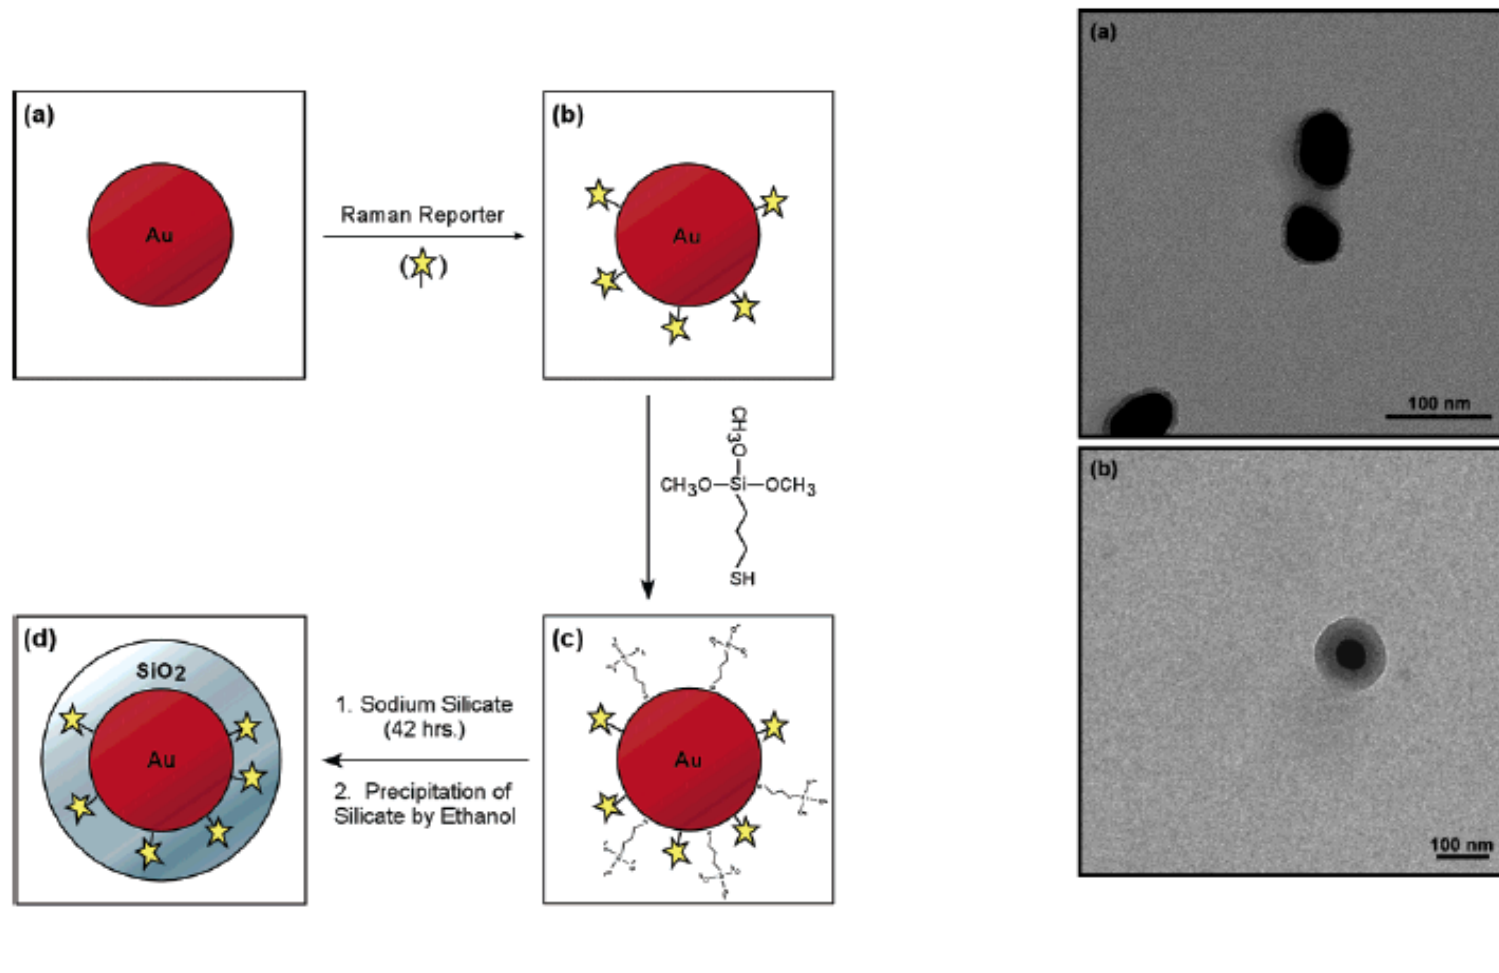 (a)
Au
Raman Reporter
( )
(b)
Au
CH3O
CH3O—Si—OCH3
SH
(c)
Au
1. Sodium Silicate
(42 hrs.)
2. Precipitation of
Silicate by Ethanol
(d)
SiO2
Au
(a)
100 nm
(b)
100 nm